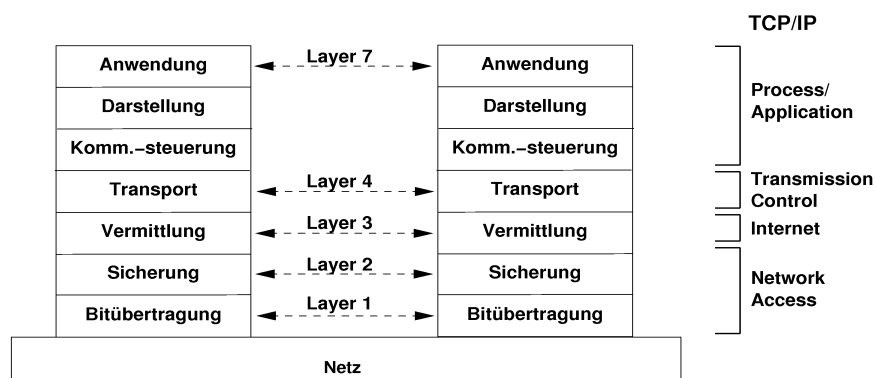 TCP/IP
Anwendung
Layer 7
Anwendung
Darstellung
Darstellung
Process/
Application
Komm.-steuerung
Komm.-steuerung
Transport
Layer 4
Transport
Transmission
Control
Vermittlung
Layer 3
Vermittlung
Internet
Sicherung
Layer 2
Sicherung
Network
Access
Bitübertragung
Layer 1
Bitübertragung
Netz